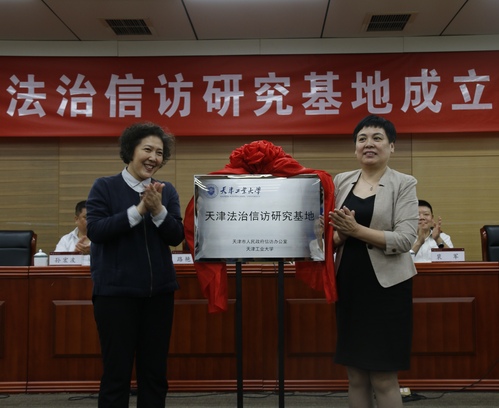 法治信访研究基地成立
天津工业大学
天津法治信访研究基地
天津市人民政府信访办公室
天津工业大学